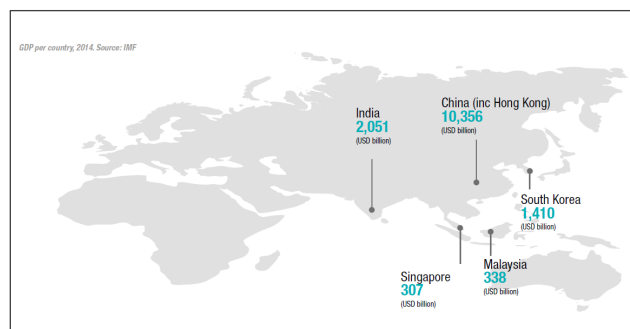 GDP per country, 2014. Source: IMF
China (inc Hong Kong)
10,356
(USD billion)
India
2,051
(USD billion)
South Korea
1,410
(USD billion)
Malaysia
338
(USD billion)
Singapore
307
(USD billion)